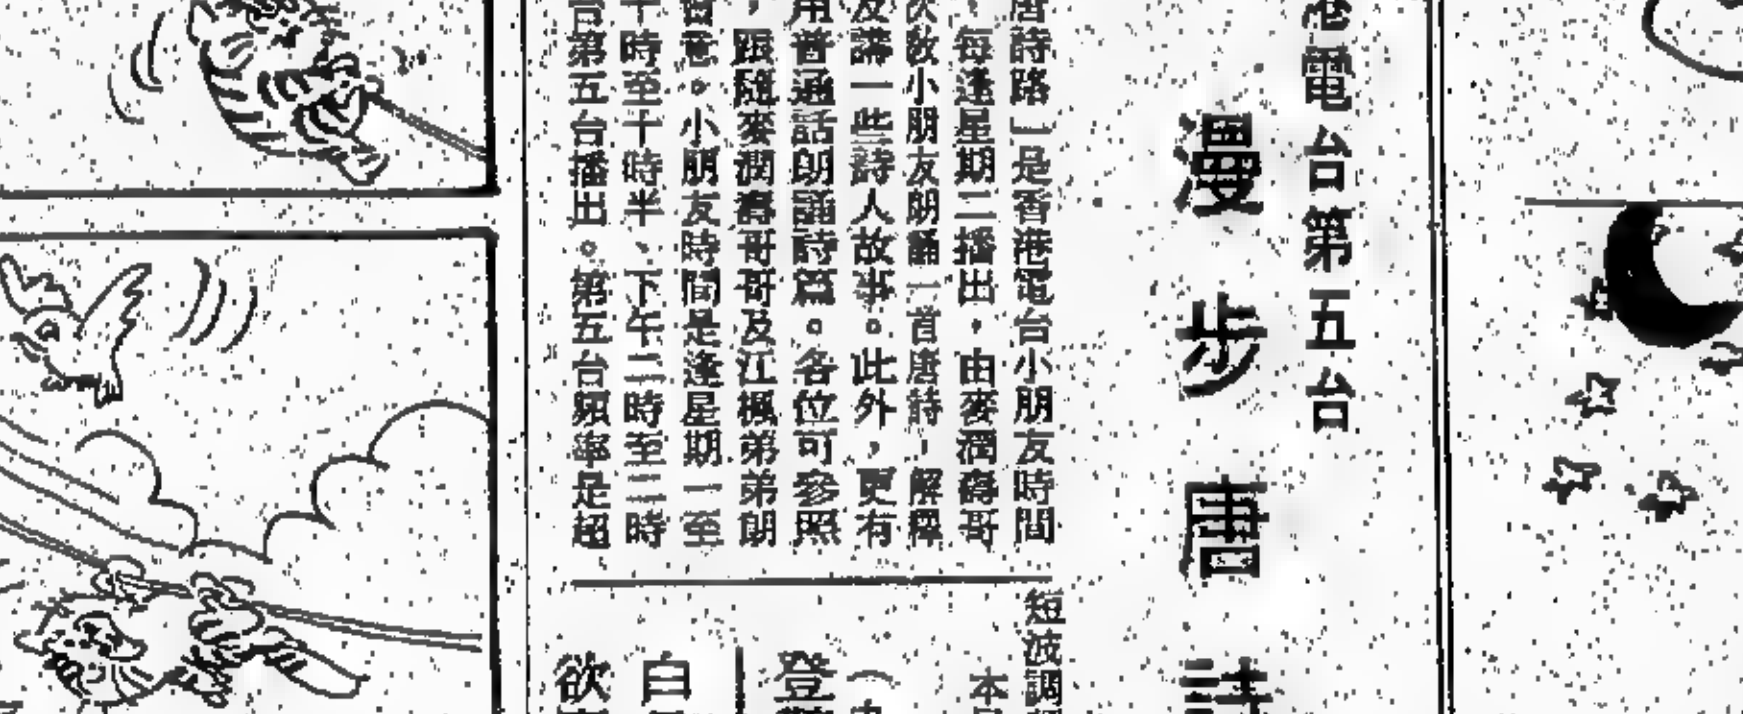 港電台第五台
漫步唐詩
唐詩路」是香港電台小朋友時間
，每逢星期二播出，由麥潤壽哥
次教小朋友朗誦一首唐詩，解釋
及講一些詩人故事。此外，更有
用普通話朗誦詩篇。各位可參照
，跟隨麥潤壽哥哥及江楓弟弟朗
留意。小朋友時間是逢星期一至
午時至十時半、下午二時至三時
台第五台播出。第五台頻率是超
短波調
本
登
白
欲